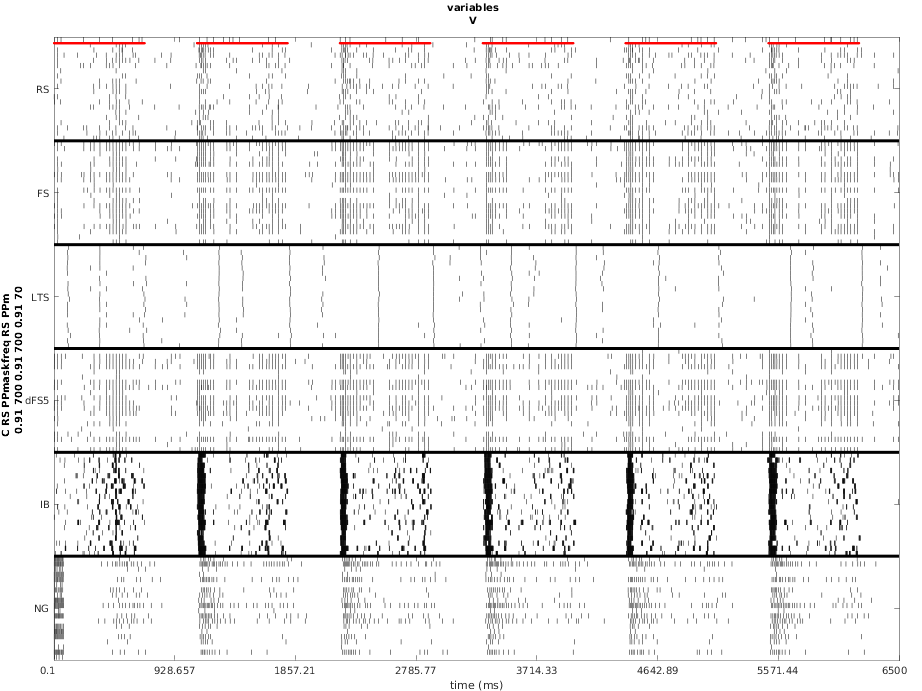 variables
V
RS
FS
LTS
dFS5
IB
NG
C RS PPmaskfreq RS PPm
0.91 700 0.91 700 0.91 70
0.1 928.657 1857.21 2785.77 3714.33 4642.89 5571.44 6500
time (ms)